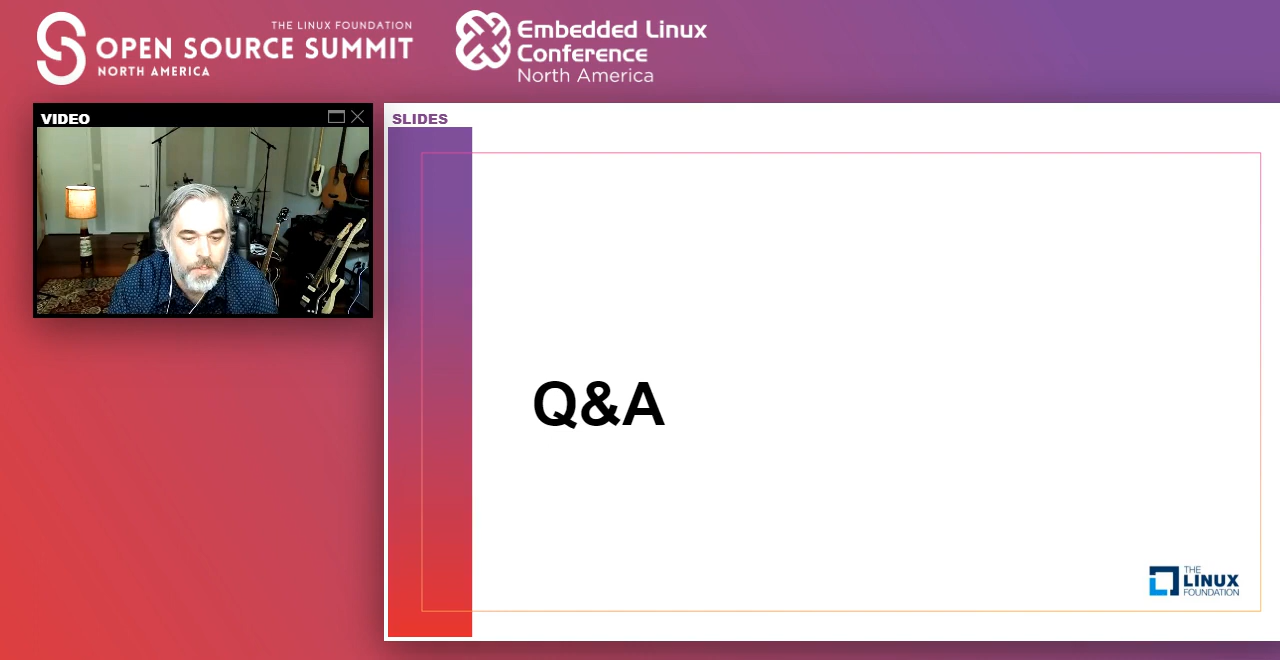 THE LINUX FOUNDATION
OPEN SOURCE SUMMIT
NORTH AMERICA
Embedded Linux
Conference
North America
VIDEO
SLIDES
Q&A
THE
LINUX
FOUNDATION